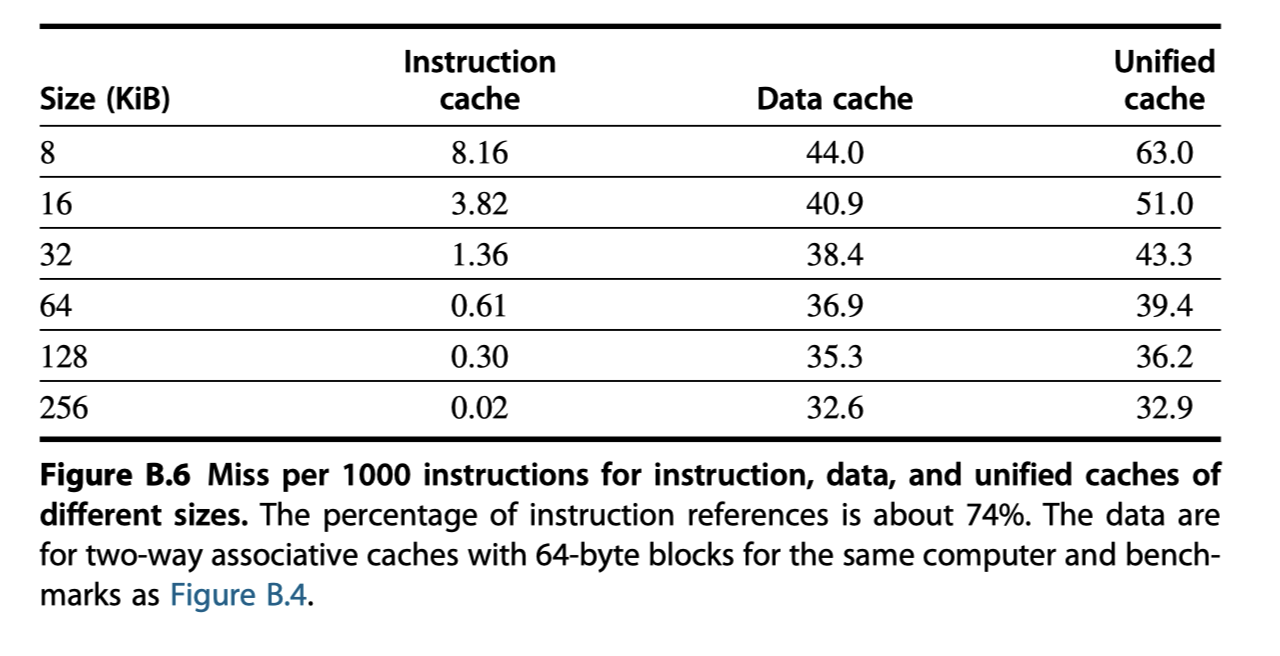 Instruction Unified
Size (KiB) cache Data cache cache
8 8.16 44.0 63.0
16 3.82 40.9 51.0
32 1.36 38.4 43.3
64 0.61 36.9 39.4
128 0.30 35.3 36.2
256 0.02 32.6 32.9
Figure B.6 Miss per 1000 instructions for instruction, data, and unified caches of
different sizes. The percentage of instruction references is about 74%. The data are
for two-way associative caches with 64-byte blocks for the same computer and bench-
marks as Figure B.4.